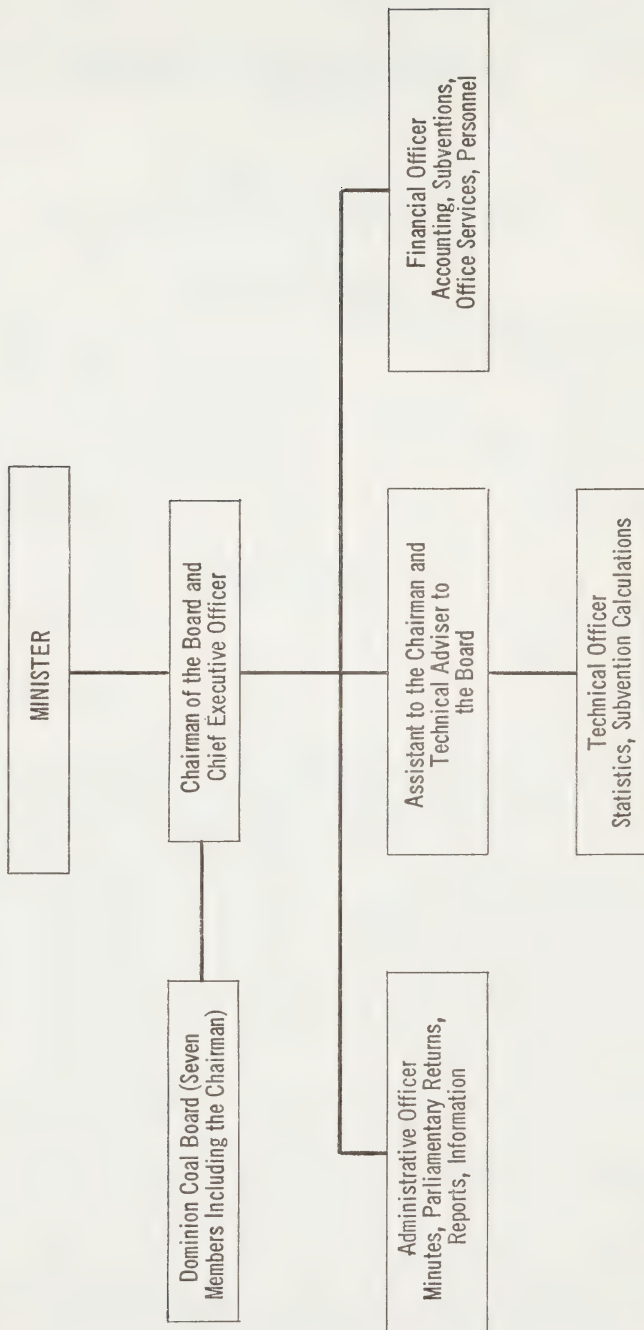 MINISTER
Dominion Coal Board (Seven
Members Including the Chairman)
Chairman of the Board and
Chief Executive Officer
Administrative Officer
Minutes, Parliamentary Returns,
Reports, Information
Assistant to the Chairman and
Technical Adviser to
the Board
Financial Officer
Accounting, Subventions,
Office Services, Personnel
Technical Officer
Statistics, Subvention Calculations